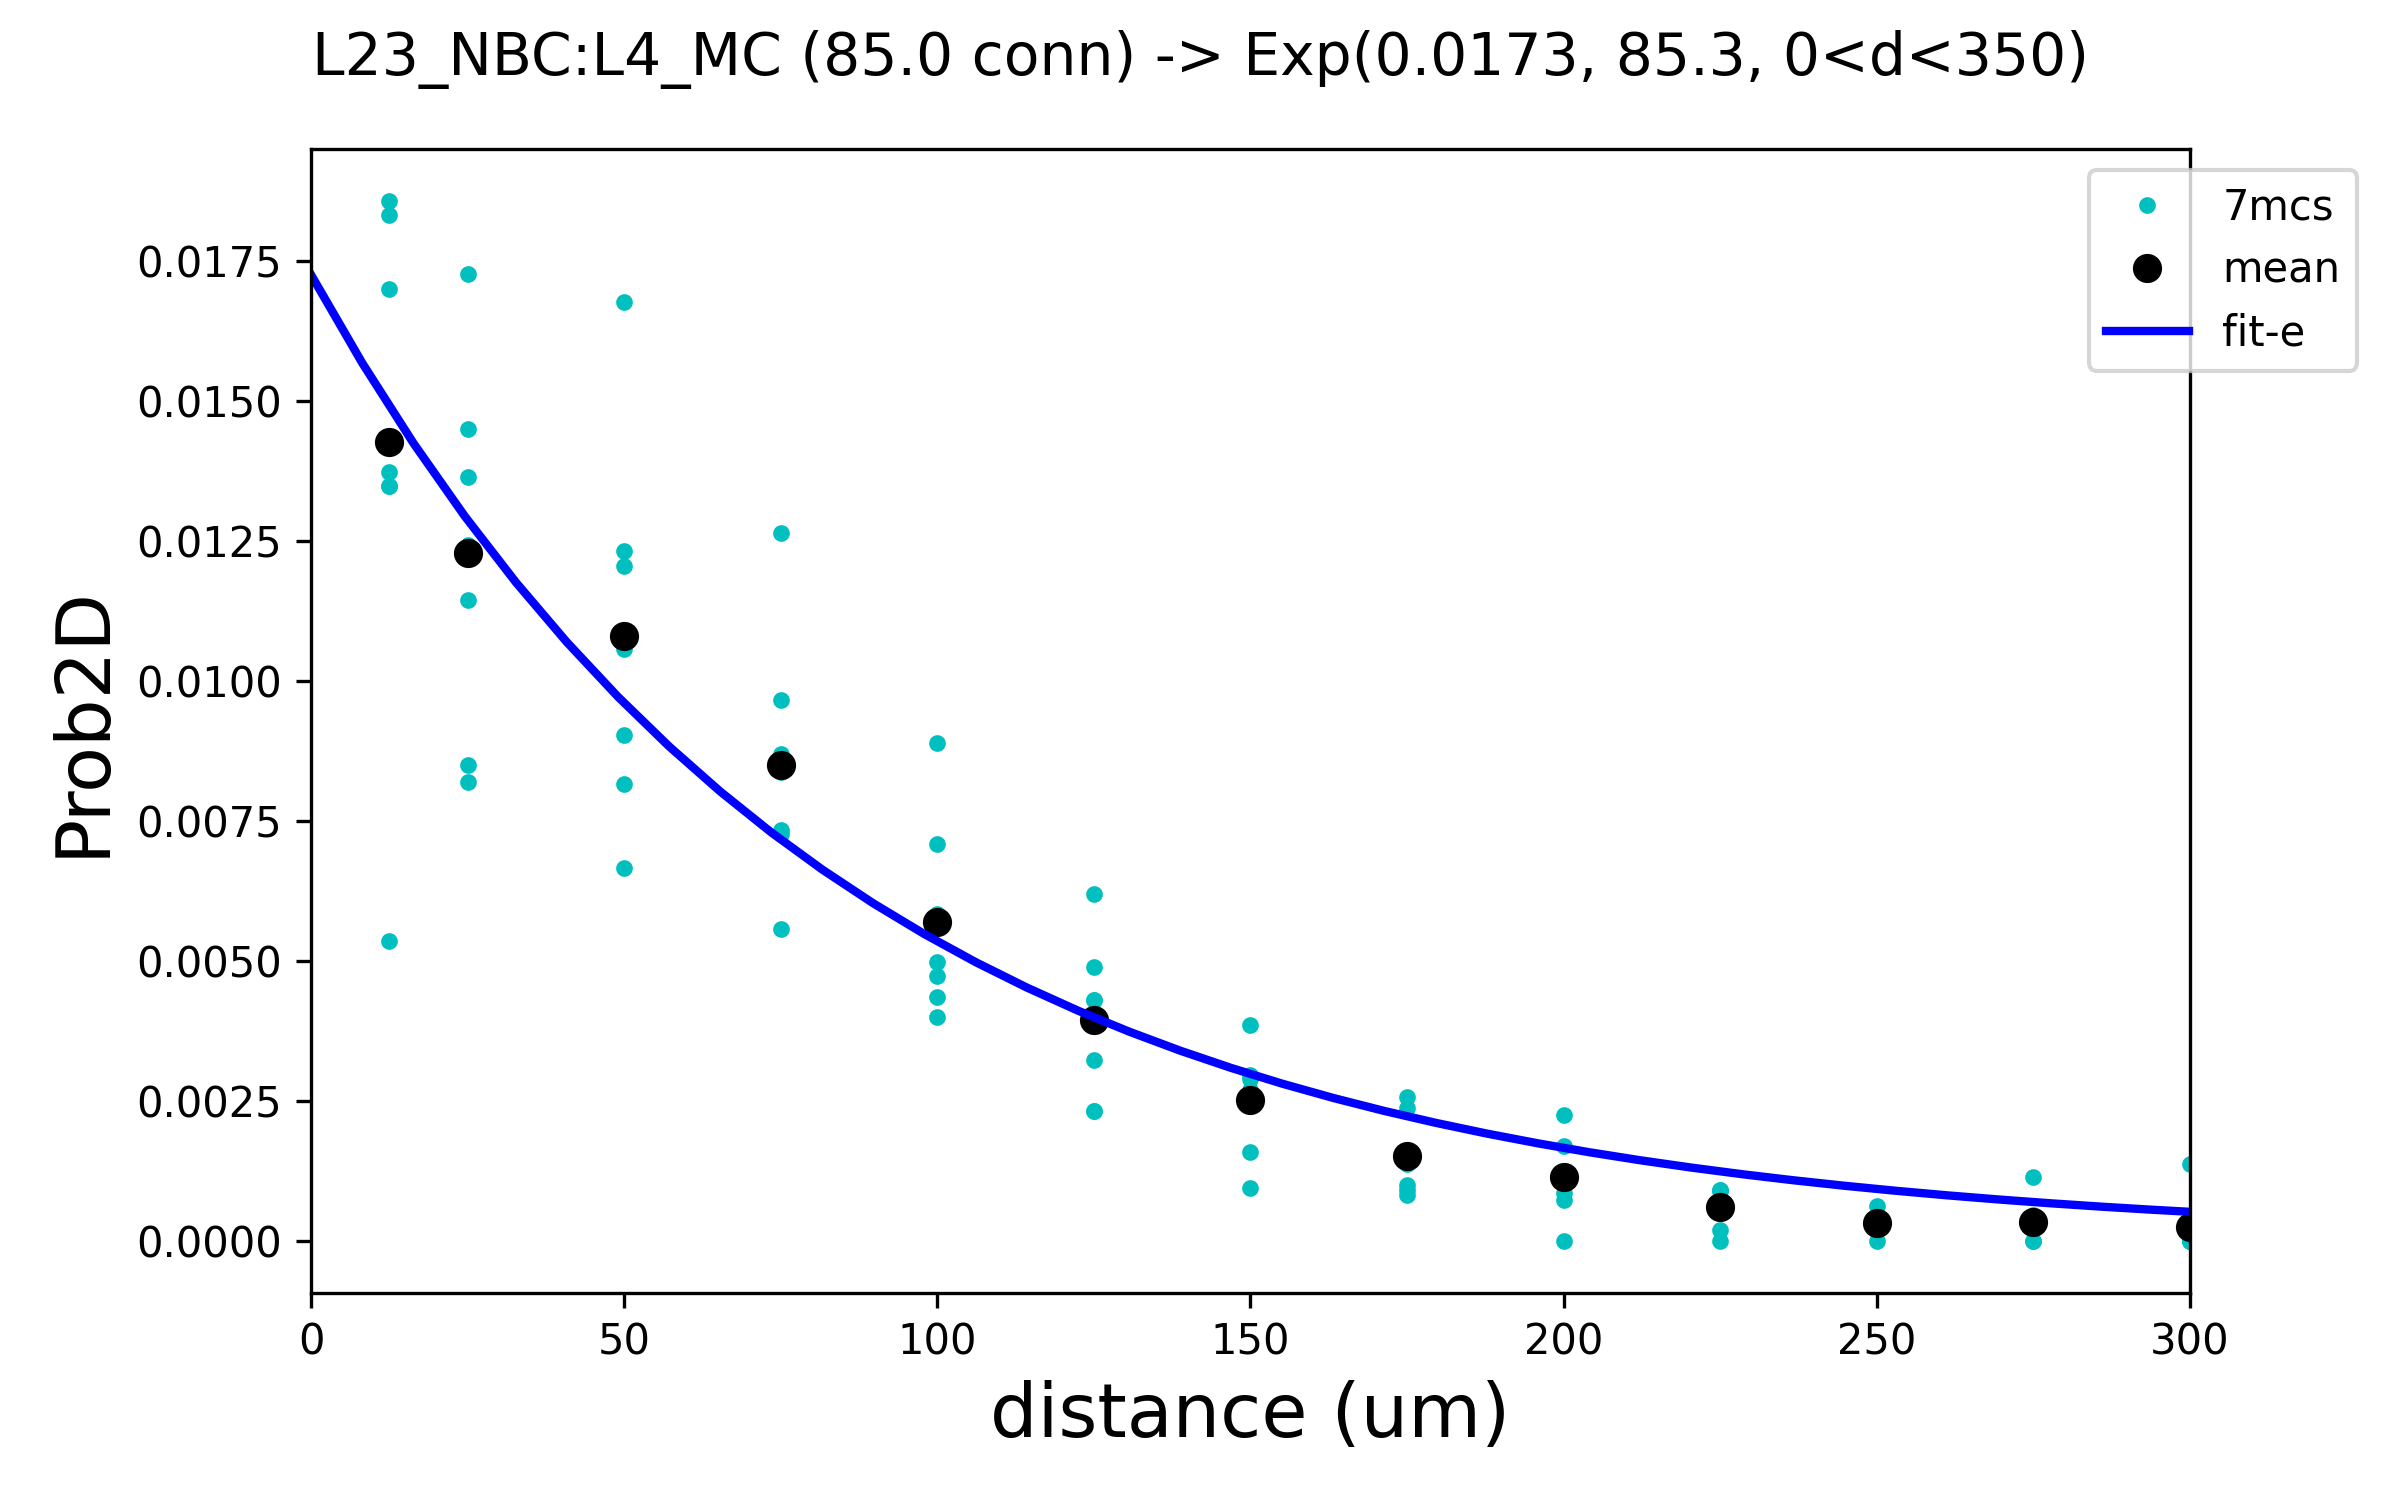 L23_NBC:L4_MC (85.0 conn) -> Exp(0.0173, 85.3, 0<d<350)
7mcs
mean
fit-e
Prob2D
0.0175
0.0150
0.0125
0.0100
0.0075
0.0050
0.0025
0.0000
0 50 100 150 200 250 300
distance (um)